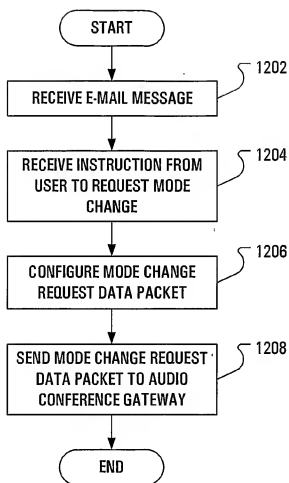 START
1202
RECEIVE E-MAIL MESSAGE
1204
RECEIVE INSTRUCTION FROM
USER TO REQUEST MODE
CHANGE
1206
CONFIGURE MODE CHANGE
REQUEST DATA PACKET
1208
SEND MODE CHANGE REQUEST
DATA PACKET TO AUDIO
CONFERENCE GATEWAY
END